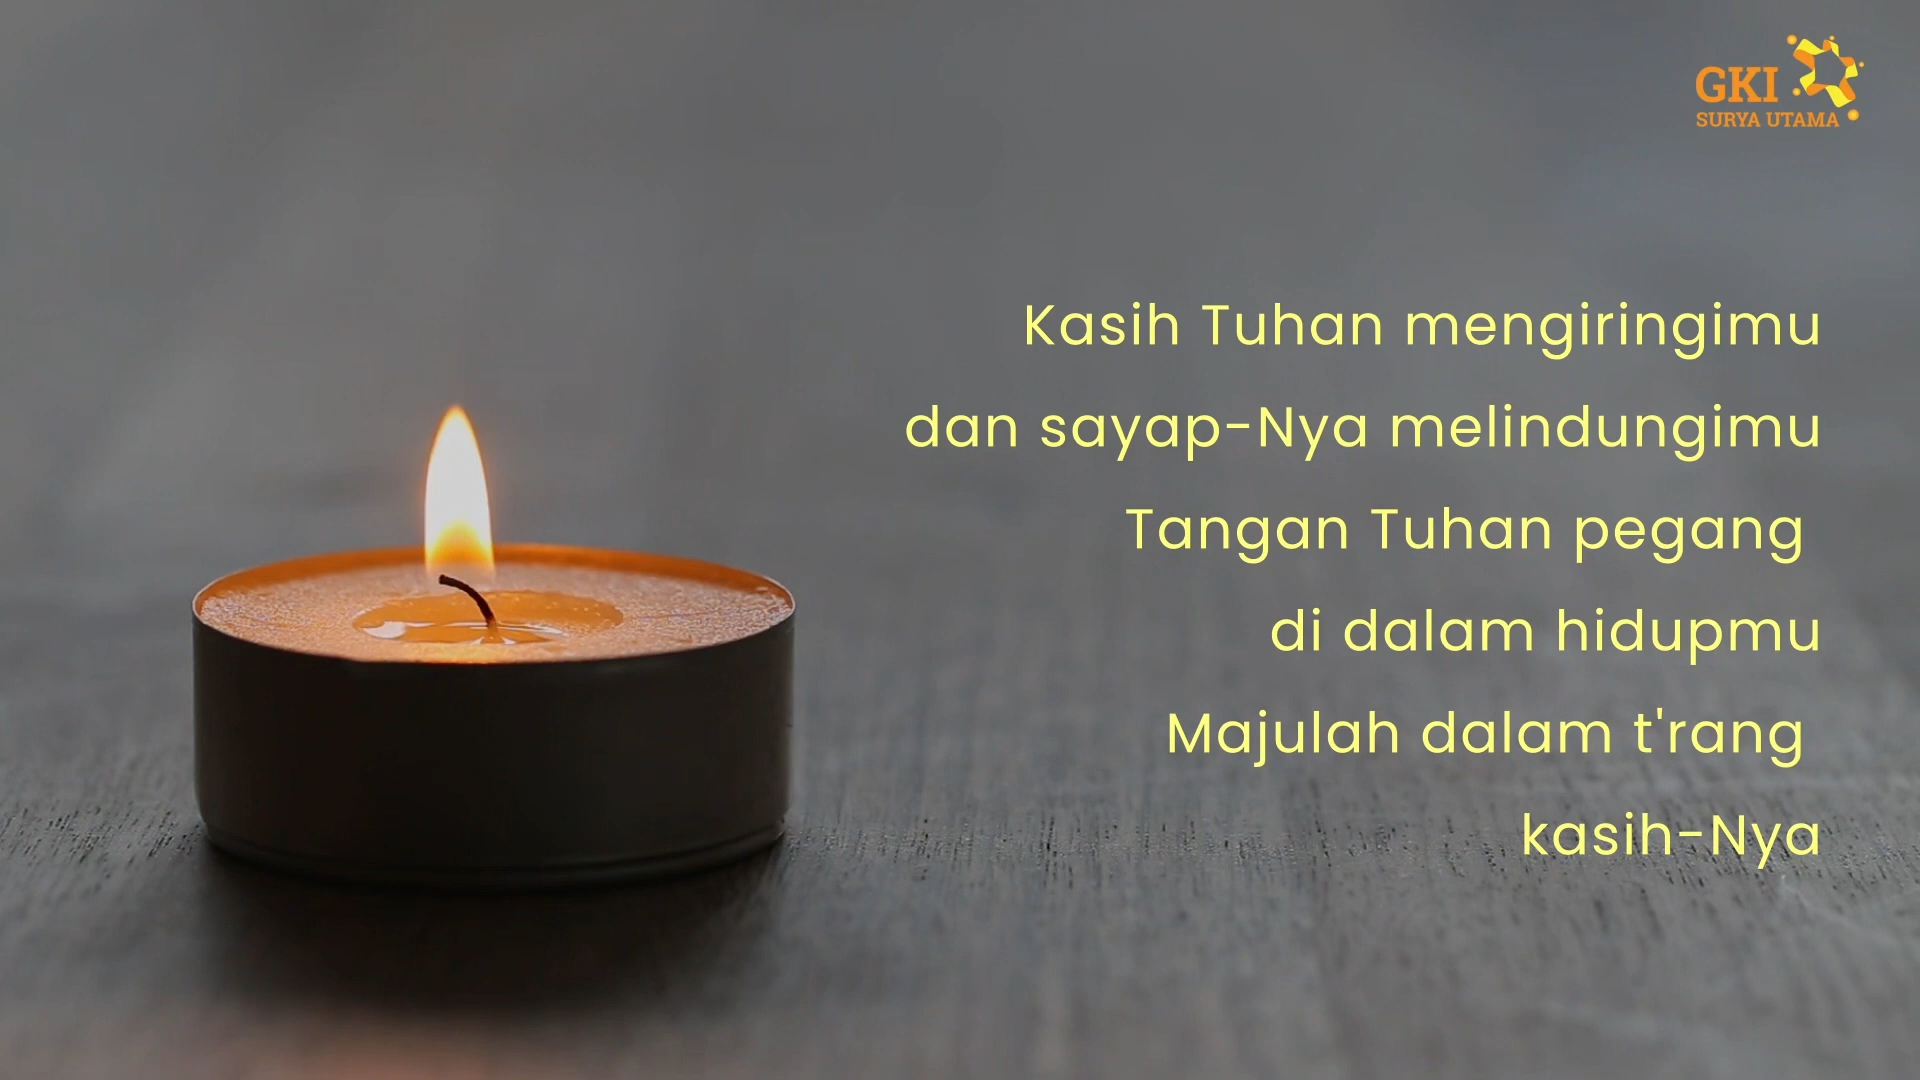 GKI
SURYA UTAMA
Kasih Tuhan mengiringimu
dan sayap-Nya melindungimu
Tangan Tuhan pegang
di dalam hidupmu
Majulah dalam t'rang
kasih-Nya